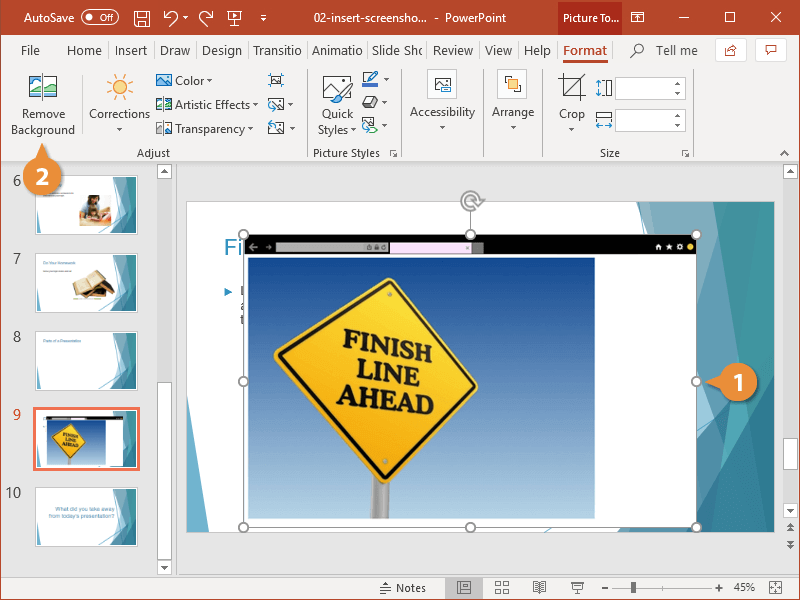 AutoSave Off 02-insert-screensho... - PowerPoint Picture To...
File Home Insert Draw Design Transitio Animatio Slide Sho Review View Help Format Tell me
Remove
Background
Corrections
Color
Artistic Effects
Transparency
Adjust
Quick
Styles
Picture Styles
Accessibility
Arrange
Crop
Size
2
6
7
Do Your Homework
8
Parts of a Presentation
9
FINISH
LINE
AHEAD
10
What did you take away
from today's presentation?
Fi
FINISH
LINE
AHEAD
1
Notes 45%